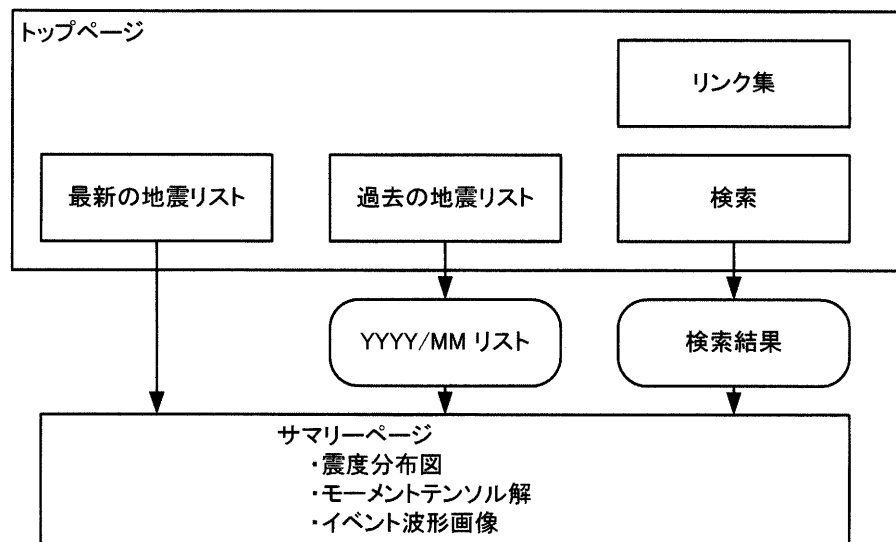 トップページ
リンク集
最新の地震リスト
過去の地震リスト
検索
YYYY/MM リスト
検索結果
サマリーページ
・震度分布図
・モーメントテンソル解
・イベント波形画像